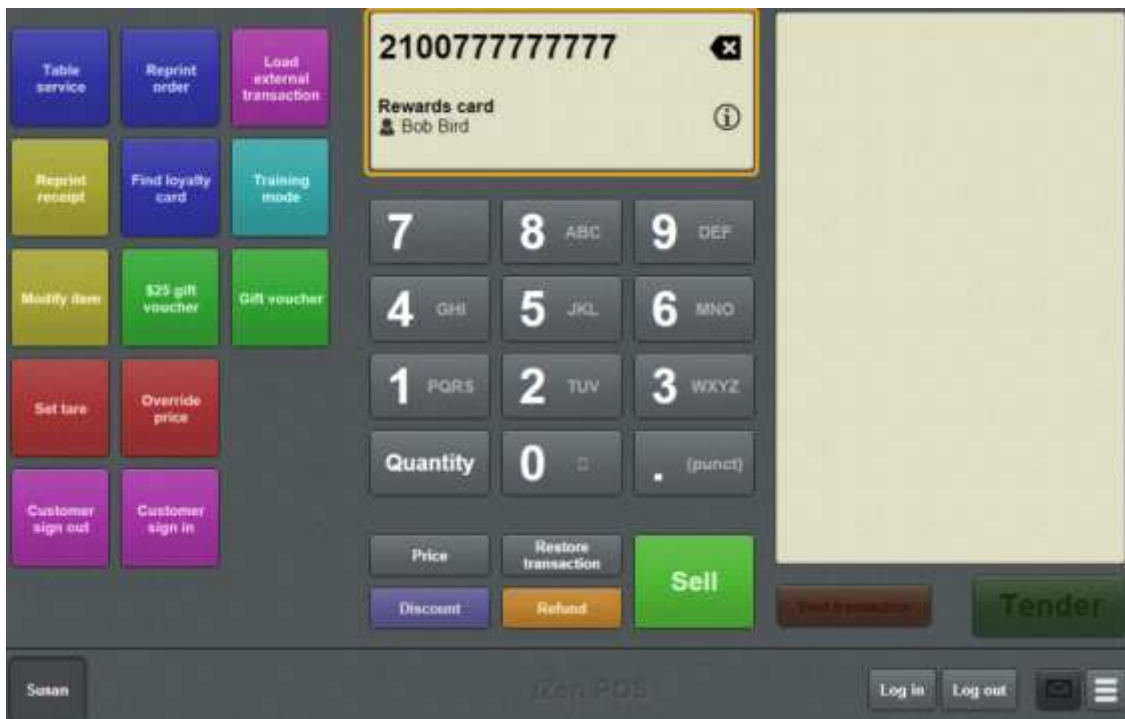 Table
service
Reprint
order
Load
external
transaction
Reprint
receipt
Find loyalty
card
Training
mode
Modify item
$25 gift
voucher
Gift voucher
Set tare
Override
price
Customer
sign out
Customer
sign in
2100777777777
Rewards card
Bob Bird
7
8 ABC
9 DEF
4 GHI
5 JKL
6 MNO
1 PQRS
2 TUV
3 WXYZ
Quantity
0
. (punct)
Price
Restore
transaction
Discount
Refund
Sell
transaction
Tender
Susan
iZen POS
Log in
Log out